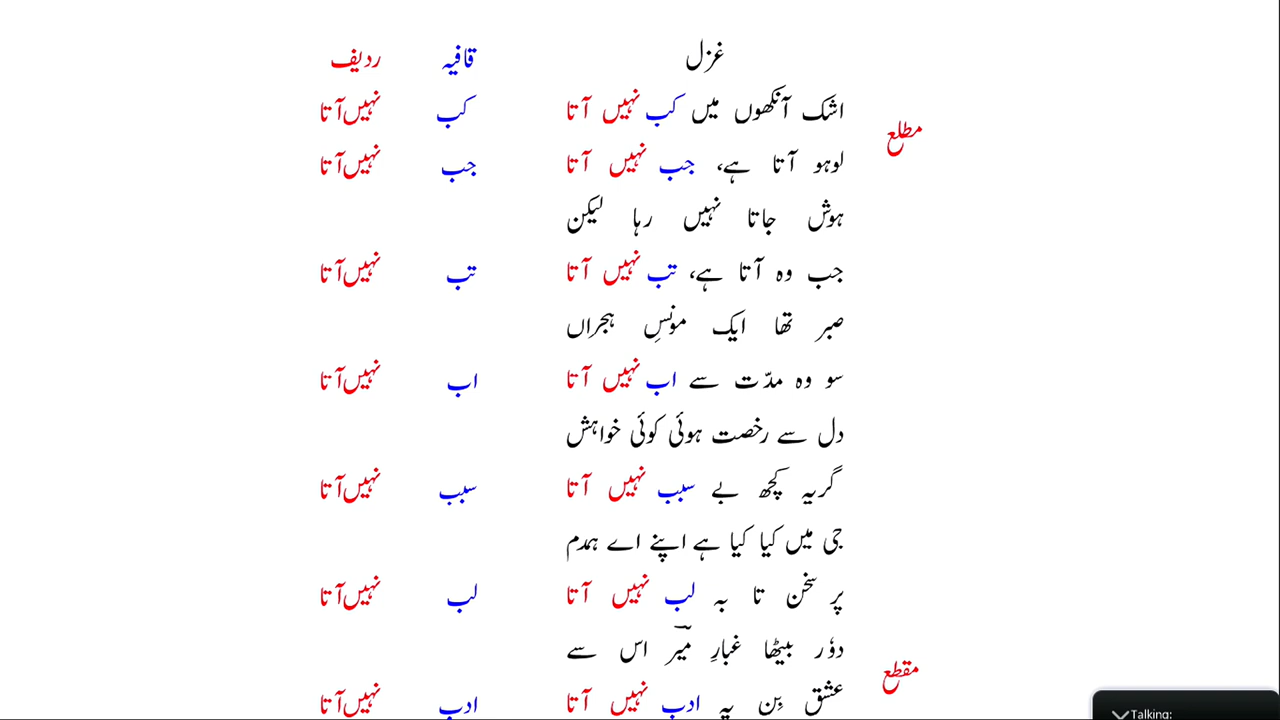 غزل قافیہ ردیف
اشک آنکھوں میں کب نہیں آتا کب نہیں آتا
مطلع
لوہو آتا ہے، جب نہیں آتا جب نہیں آتا
ہوش جاتا نہیں رہا لیکن
جب وہ آتا ہے، تب نہیں آتا تب نہیں آتا
صبر تھا ایک مونسِ ہجراں
سو وہ مدّت سے اب نہیں آتا اب نہیں آتا
دل سے رخصت ہوئی کوئی خواہش
گریہ کچھ بے سبب نہیں آتا سبب نہیں آتا
جی میں کیا کیا ہے اپنے اے ہمدم
پر سخن تا بہ لب نہیں آتا لب نہیں آتا
دوٗر بیٹھا غبارِ میرؔ اس سے
مقطع
عشق بِن یہ ادب نہیں آتا ادب نہیں آتا
Talking: